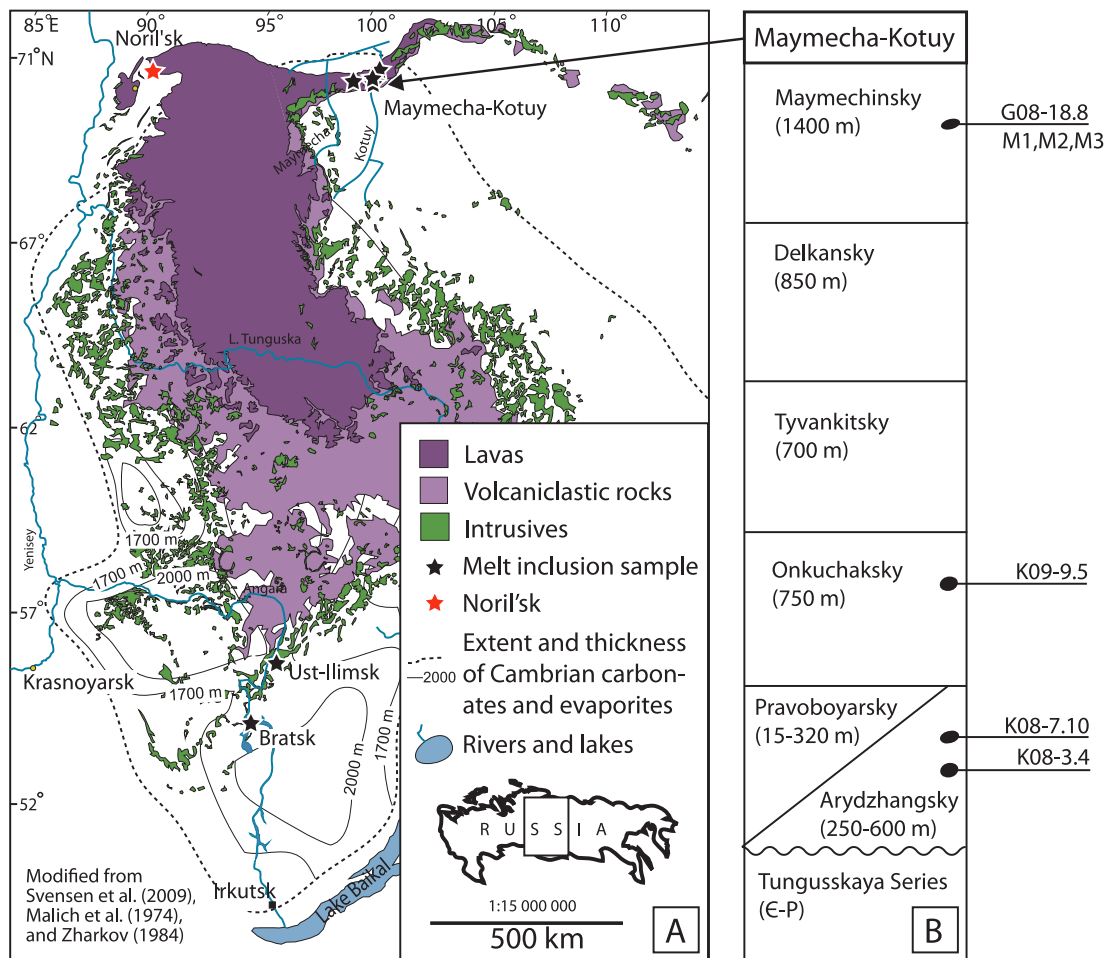 85 E
90°
95°
100°
105°
110°
71°N
67°
62°
57°
52°
Noril'sk
Maymecha-Kotuy
Maymecha
Kotuy
L. Tunguska
Yenisey
1700 m
1700 m
2000 m
Angara
Krasnoyarsk
1700 m
Ust-Ilimsk
Bratsk
2000 m
1700 m
Irkutsk
Lake Baikal
Modified from
Svensen et al. (2009),
Malich et al. (1974),
and Zharkov (1984)
Lavas
Volcaniclastic rocks
Intrusives
Melt inclusion sample
Noril'sk
Extent and thickness
2000 of Cambrian carbon-
ates and evaporites
Rivers and lakes
RUSSIA
1:15 000 000
500 km
A
Maymecha-Kotuy
Maymechinsky
(1400 m)
G08-18.8
M1,M2,M3
Delkansky
(850 m)
Tyvankitsky
(700 m)
Onkuchaksky
(750 m)
K09-9.5
Pravoboyarsky
(15-320 m)
K08-7.10
K08-3.4
Arydzhangsky
(250-600 m)
Tungusskaya Series
(Є-P)
B